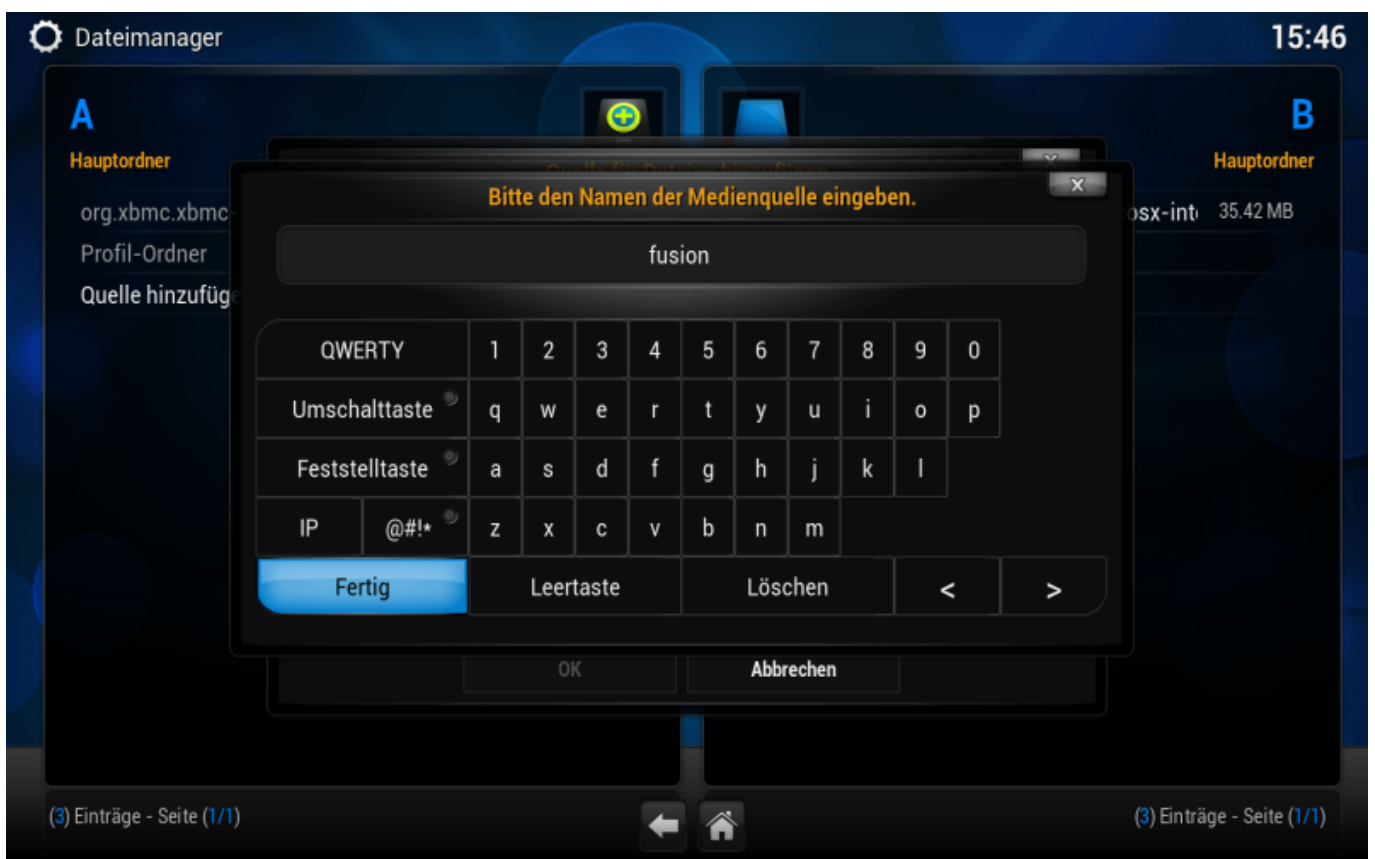 Dateimanager
15:46
A
B
Hauptordner
Hauptordner
Bitte den Namen der Medienquelle eingeben.
x
org.xbmc.xbmc-
osx-int
35.42 MB
Profil-Ordner
fusion
Quelle hinzufüge
QWERTY 1 2 3 4 5 6 7 8 9 0
Umschalttaste q w e r t y u i o p
Feststelltaste a s d f g h j k l
IP @#!* z x c v b n m
Fertig Leertaste Löschen < >
OK Abbrechen
(3) Einträge - Seite (1/1)
(3) Einträge - Seite (1/1)